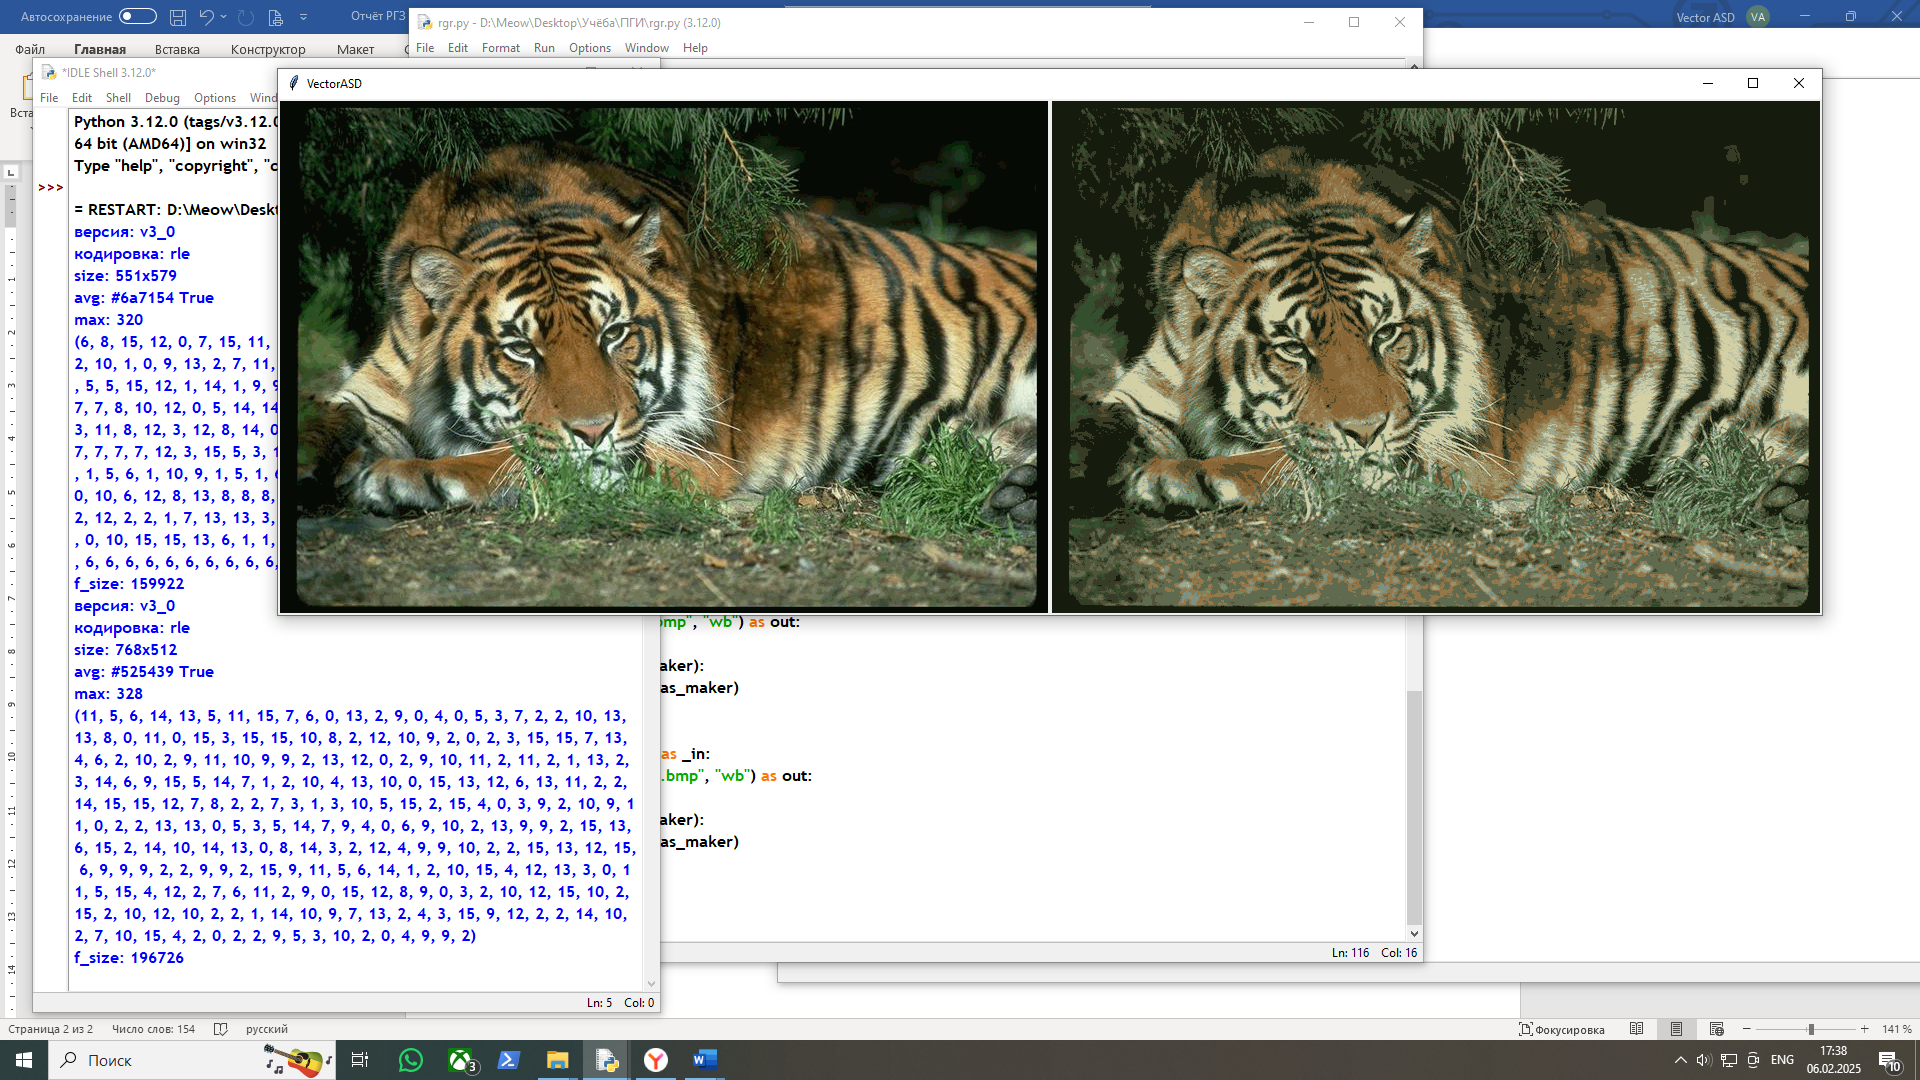 Автосохранение
Отчёт РГЗ
Vector ASD
VA
Файл
Главная
Вставка
Конструктор
Макет
rgr.py - D:\Meow\Desktop\Учёба\ПГИ\rgr.py (3.12.0)
File Edit Format Run Options Window Help
*IDLE Shell 3.12.0*
File Edit Shell Debug Options Wind
VectorASD
Python 3.12.0 (tags/v3.12.0
64 bit (AMD64)] on win32
Type "help", "copyright", "c
>>>
= RESTART: D:\Meow\Deskt
версия: v3_0
кодировка: rle
size: 551x579
avg: #6a7154 True
max: 320
(6, 8, 15, 12, 0, 7, 15, 11,
2, 10, 1, 0, 9, 13, 2, 7, 11,
, 5, 5, 15, 12, 1, 14, 1, 9, 9
7, 7, 8, 10, 12, 0, 5, 14, 14
3, 11, 8, 12, 3, 12, 8, 14, 0
7, 7, 7, 7, 12, 3, 15, 5, 3, 1
, 1, 5, 6, 1, 10, 9, 1, 5, 1, 6
0, 10, 6, 12, 8, 13, 8, 8, 8,
2, 12, 2, 2, 1, 7, 13, 13, 3,
, 0, 10, 15, 15, 13, 6, 1, 1,
, 6, 6, 6, 6, 6, 6, 6, 6, 6, 6,
f_size: 159922
версия: v3_0
кодировка: rle
size: 768x512
avg: #525439 True
max: 328
(11, 5, 6, 14, 13, 5, 11, 15, 7, 6, 0, 13, 2, 9, 0, 4, 0, 5, 3, 7, 2, 2, 10, 13,
13, 8, 0, 11, 0, 15, 3, 15, 15, 10, 8, 2, 12, 10, 9, 2, 0, 2, 3, 15, 15, 7, 13,
4, 6, 2, 10, 2, 9, 11, 10, 9, 9, 2, 13, 12, 0, 2, 9, 10, 11, 2, 11, 2, 1, 13, 2,
3, 14, 6, 9, 15, 5, 14, 7, 1, 2, 10, 4, 13, 10, 0, 15, 13, 12, 6, 13, 11, 2, 2,
14, 15, 15, 12, 7, 8, 2, 2, 7, 3, 1, 3, 10, 5, 15, 2, 15, 4, 0, 3, 9, 2, 10, 9, 1
1, 0, 2, 2, 13, 13, 0, 5, 3, 5, 14, 7, 9, 4, 0, 6, 9, 10, 2, 13, 9, 9, 2, 15, 13,
6, 15, 2, 14, 10, 14, 13, 0, 8, 14, 3, 2, 12, 4, 9, 9, 10, 2, 2, 15, 13, 12, 15,
6, 9, 9, 9, 2, 2, 9, 9, 2, 15, 9, 11, 5, 6, 14, 1, 2, 10, 15, 4, 12, 13, 3, 0, 1
1, 5, 15, 4, 12, 2, 7, 6, 11, 2, 9, 0, 15, 12, 8, 9, 0, 3, 2, 10, 12, 15, 10, 2,
15, 2, 10, 12, 10, 2, 2, 1, 14, 10, 9, 7, 13, 2, 4, 3, 15, 9, 12, 2, 2, 14, 10,
2, 7, 10, 15, 4, 2, 0, 2, 2, 9, 5, 3, 10, 2, 0, 4, 9, 9, 2)
f_size: 196726
Ln: 5 Col: 0
bmp", "wb") as out:
aker):
as_maker)
as _in:
.bmp", "wb") as out:
aker):
as_maker)
Ln: 116 Col: 16
Страница 2 из 2
Число слов: 154
русский
Фокусировка
141 %
Поиск
3
ENG
17:38
06.02.2025
10